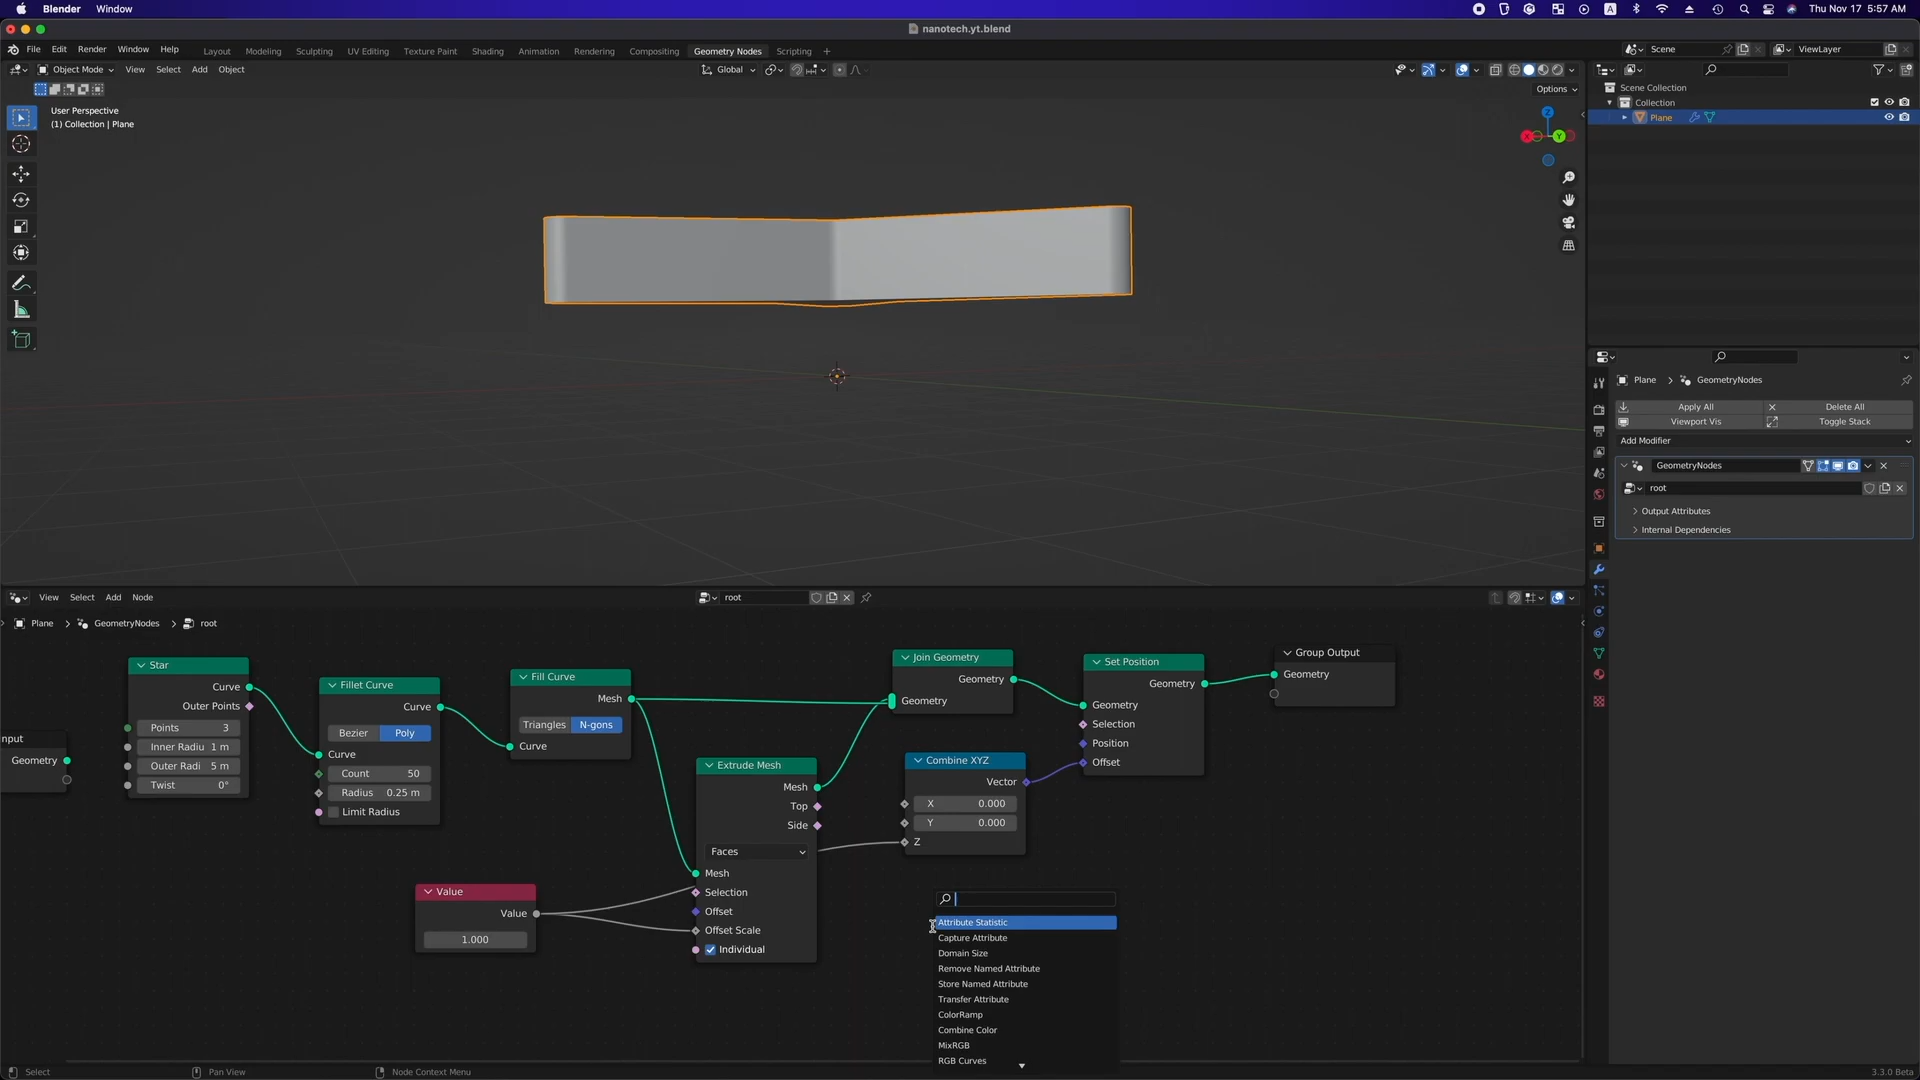 Blender Window
Thu Nov 17 5:57 AM
nanotech.yt.blend
File Edit Render Window Help
Layout Modeling Sculpting UV Editing Texture Paint Shading Animation Rendering Compositing Geometry Nodes Scripting +
Scene
ViewLayer
Object Mode View Select Add Object
Global
Options
User Perspective
(1) Collection | Plane
Z
X
Y
Scene Collection
Collection
Plane
Plane > GeometryNodes
Apply All
Delete All
Viewport Vis
Toggle Stack
Add Modifier
GeometryNodes
root
Output Attributes
Internal Dependencies
View Select Add Node
root
Plane > GeometryNodes > root
nput
Geometry
Star
Curve
Outer Points
Points 3
Inner Radiu 1 m
Outer Radi 5 m
Twist 0°
Fillet Curve
Curve
Bezier Poly
Curve
Count 50
Radius 0.25 m
Limit Radius
Fill Curve
Mesh
Triangles N-gons
Curve
Value
Value
1.000
Extrude Mesh
Mesh
Top
Side
Faces
Mesh
Selection
Offset
Offset Scale
Individual
Join Geometry
Geometry
Geometry
Combine XYZ
Vector
X 0.000
Y 0.000
Z
Set Position
Geometry
Geometry
Selection
Position
Offset
Group Output
Geometry
Attribute Statistic
Capture Attribute
Domain Size
Remove Named Attribute
Store Named Attribute
Transfer Attribute
ColorRamp
Combine Color
MixRGB
RGB Curves
Select
Pan View
Node Context Menu
3.3.0 Beta